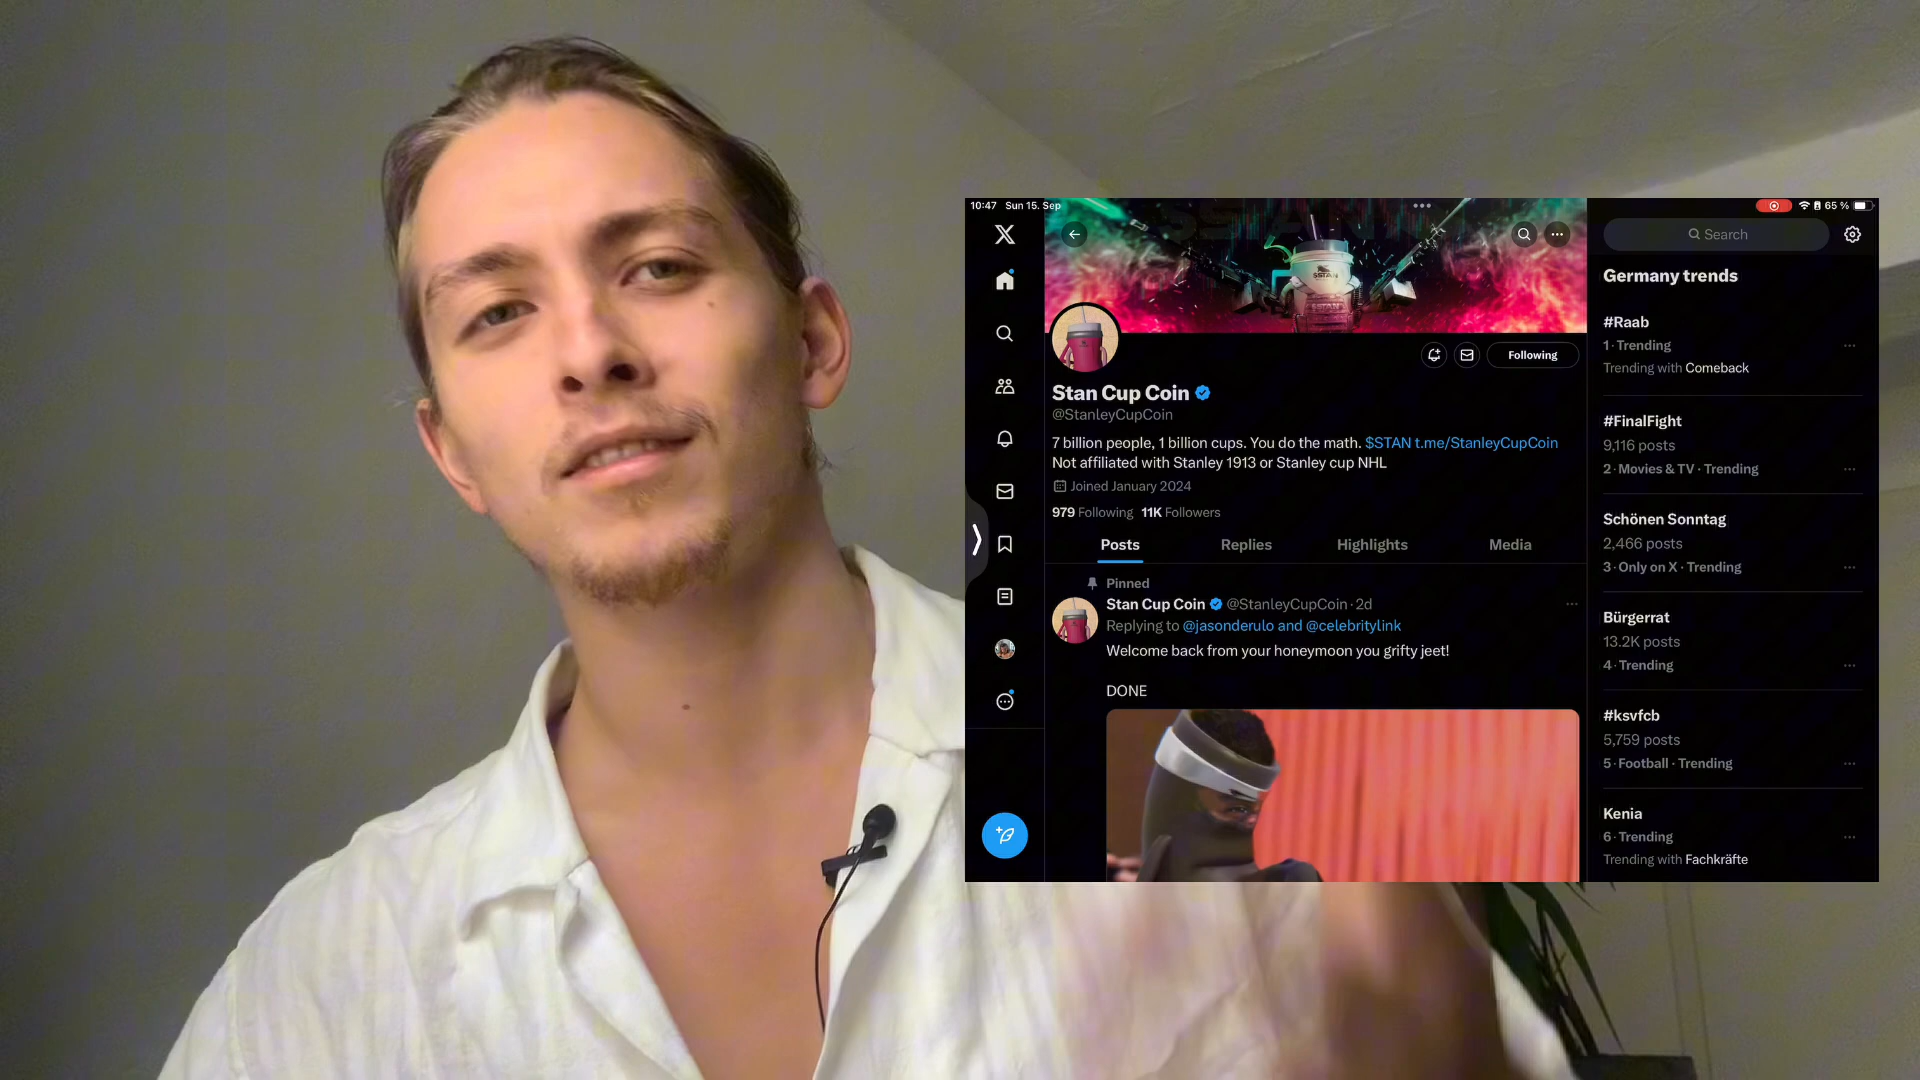 10:47 Sun 15. Sep
65 %
$STAN
Following
Stan Cup Coin
@StanleyCupCoin
7 billion people, 1 billion cups. You do the math. $STAN t.me/StanleyCupCoin
Not affiliated with Stanley 1913 or Stanley cup NHL
Joined January 2024
979 Following 11K Followers
Posts Replies Highlights Media
Pinned
Stan Cup Coin @StanleyCupCoin · 2d
Replying to @jasonderulo and @celebritylink
Welcome back from your honeymoon you grifty jeet!
DONE
Search
Germany trends
#Raab
1 · Trending
Trending with Comeback
#FinalFight
9,116 posts
2 · Movies & TV · Trending
Schönen Sonntag
2,466 posts
3 · Only on X · Trending
Bürgerrat
13.2K posts
4 · Trending
#ksvfcb
5,759 posts
5 · Football · Trending
Kenia
6 · Trending
Trending with Fachkräfte